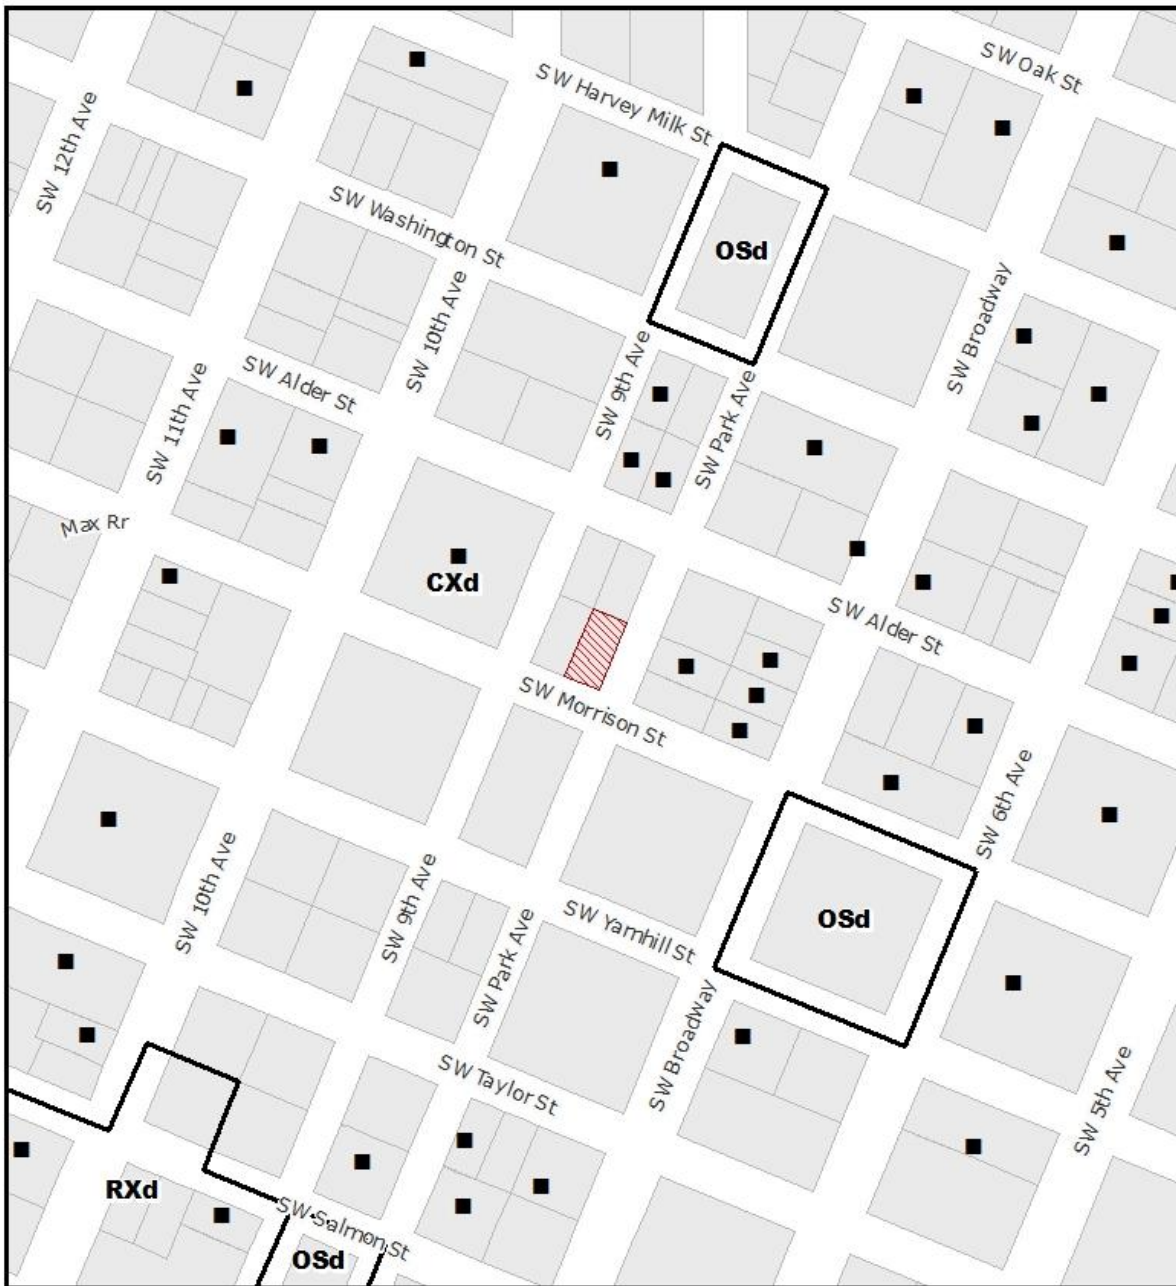 SW Oak St
SW Harvey Milk St
SW 12th Ave
SW Washington St
OSd
SW 10th Ave
SW Broadway
SW 9th Ave
SW Alder St
SW Park Ave
SW 11th Ave
Max Rr
CXd
SW Alder St
SW Morrison St
SW 6th Ave
SW 10th Ave
SW 9th Ave
SW Yamhill St
OSd
SW Park Ave
SW Broadway
SW Taylor St
SW 5th Ave
RXd
SW Salmon St
OSd